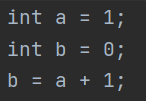 int a = 1;
int b = 0;
b = a + 1;